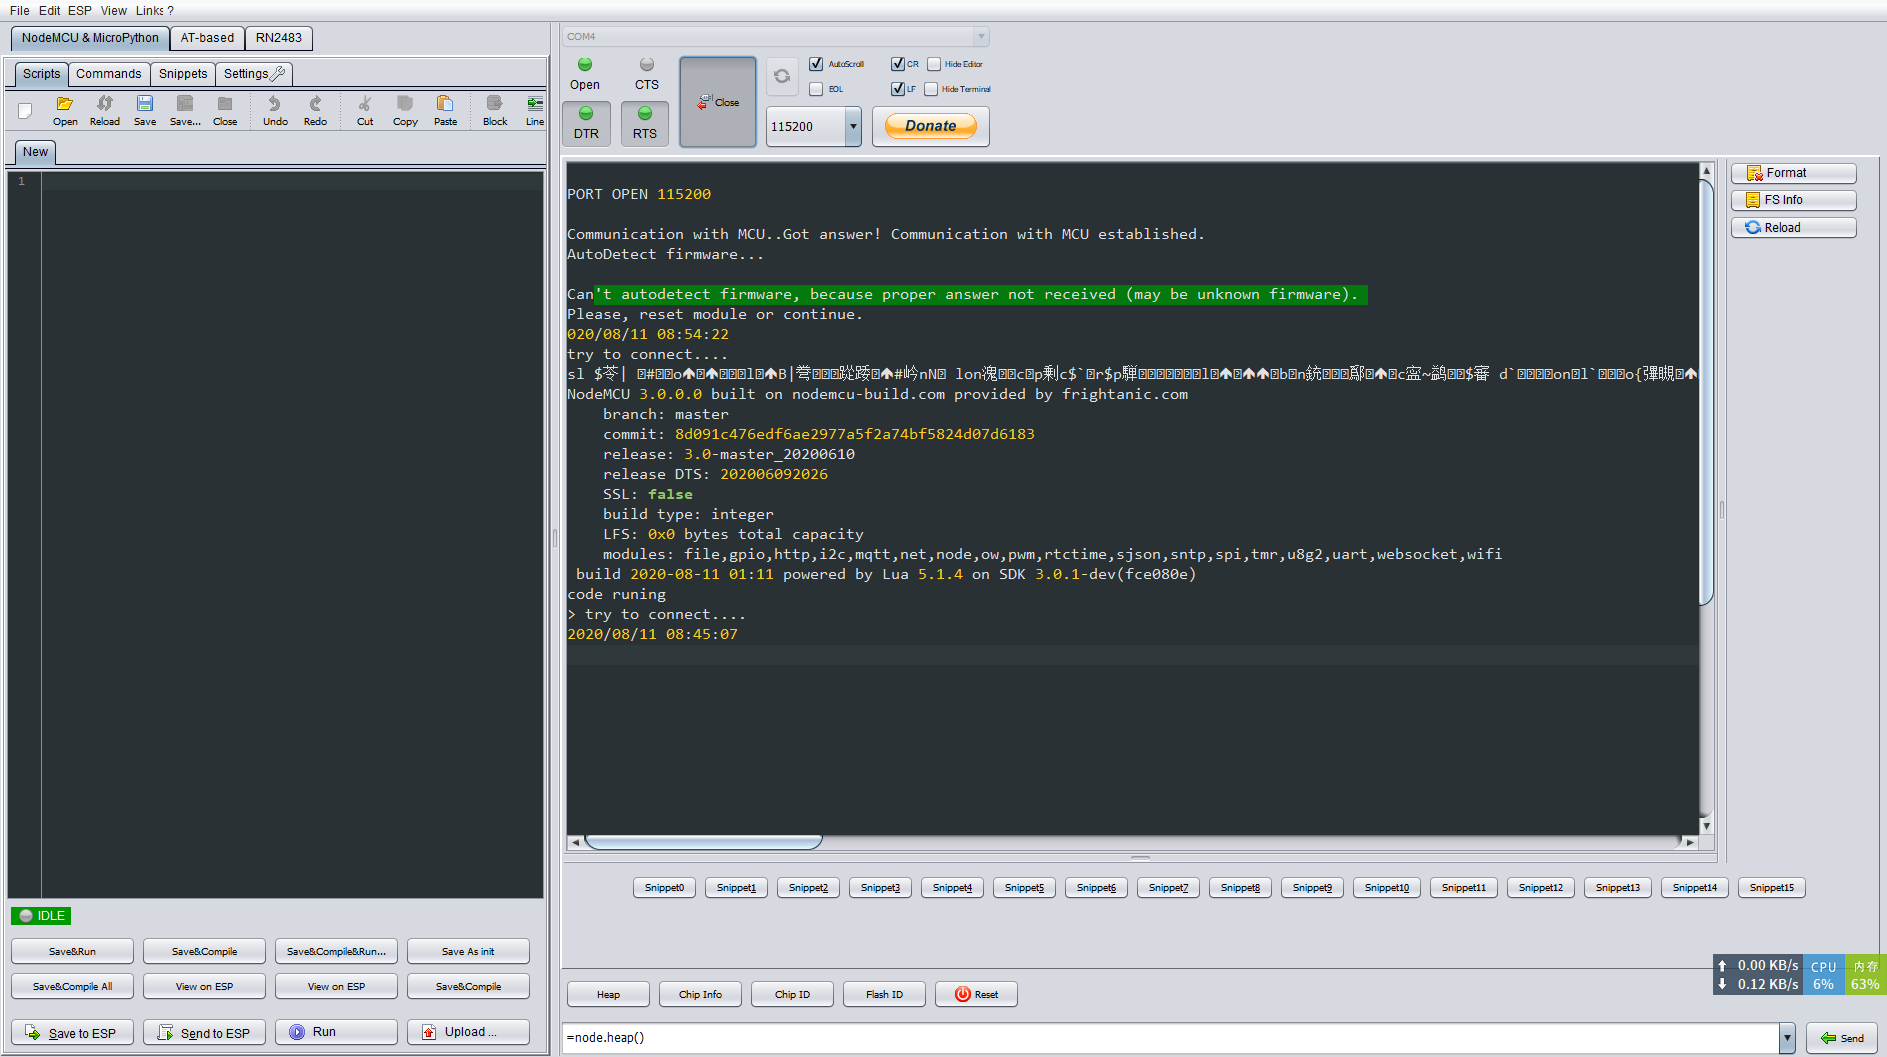 File Edit ESP View Links ?
NodeMCU & MicroPython AT-based RN2483
Scripts Commands Snippets Settings
Open Reload Save Save... Close Undo Redo Cut Copy Paste Block Line
New
1
IDLE
Save&Run Save&Compile Save&Compile&Run... Save As init
Save&Compile All View on ESP View on ESP Save&Compile
Save to ESP Send to ESP Run Upload ...
COM4
Open CTS
DTR RTS
Close
AutoScroll CR Hide Editor
EOL LF Hide Terminal
115200 Donate
PORT OPEN 115200
Communication with MCU..Got answer! Communication with MCU established.
AutoDetect firmware...
Can't autodetect firmware, because proper answer not received (may be unknown firmware).
Please, reset module or continue.
020/08/11 08:54:22
try to connect....
NodeMCU 3.0.0.0 built on nodemcu-build.com provided by frightanic.com
branch: master
commit: 8d091c476edf6ae2977a5f2a74bf5824d07d6183
release: 3.0-master_20200610
release DTS: 202006092026
SSL: false
build type: integer
LFS: 0x0 bytes total capacity
modules: file,gpio,http,i2c,mqtt,net,node,ow,pwm,rtctime,sjson,sntp,spi,tmr,u8g2,uart,websocket,wifi
build 2020-08-11 01:11 powered by Lua 5.1.4 on SDK 3.0.1-dev(fce080e)
code runing
> try to connect....
2020/08/11 08:45:07
Format
FS Info
Reload
Snippet0 Snippet1 Snippet2 Snippet3 Snippet4 Snippet5 Snippet6 Snippet7 Snippet8 Snippet9 Snippet10 Snippet11 Snippet12 Snippet13 Snippet14 Snippet15
0.00 KB/s CPU 内存
0.12 KB/s 6% 63%
Heap Chip Info Chip ID Flash ID Reset
=node.heap() Send